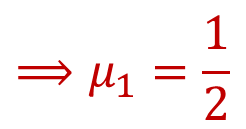 ⟹ μ₁ = 1/2